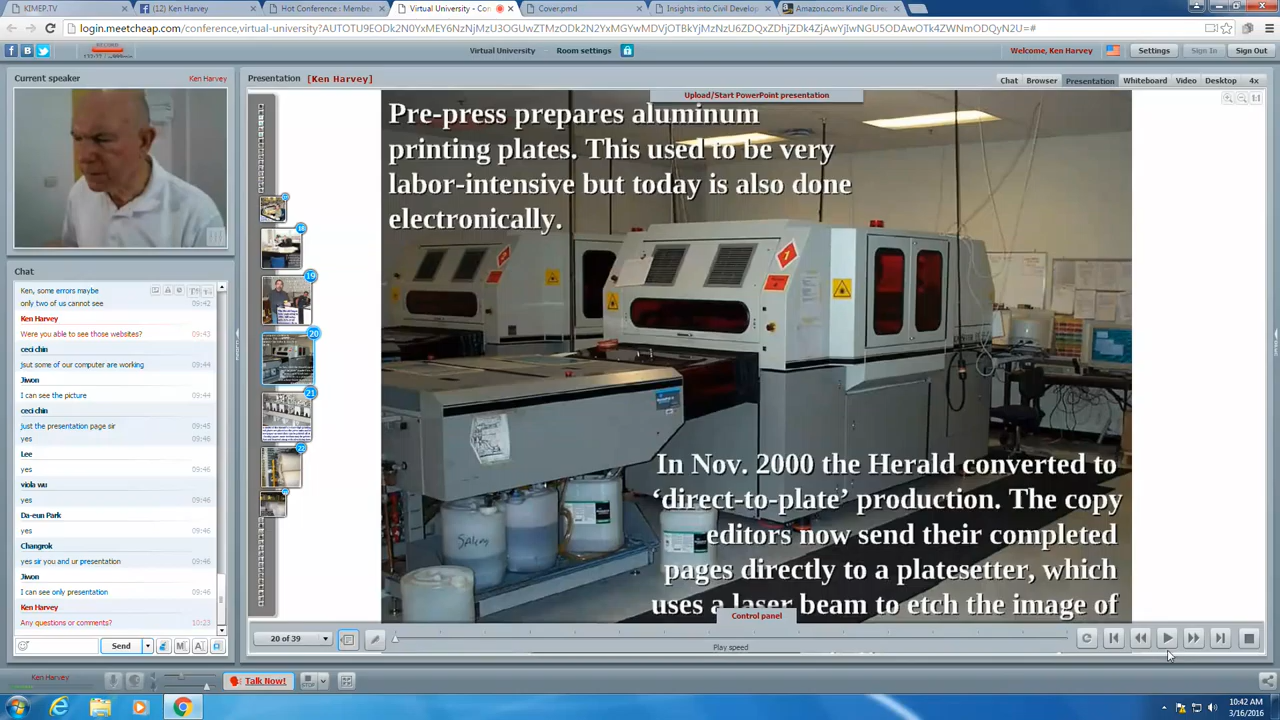 KIMEP.TV
(12) Ken Harvey
Hot Conference : Member
Virtual University - Con
Cover.pmd
Insights into Civil Develop
Amazon.com: Kindle Dire
Welcome, Ken Harvey
Settings
Sign In
Sign Out
RECORD
Virtual University
Room settings
Current speaker
Ken Harvey
Presentation
[Ken Harvey]
Chat
Browser
Presentation
Whiteboard
Video
Desktop
4x
Upload/Start PowerPoint presentation
Pre-press prepares aluminum
printing plates. This used to be very
labor-intensive but today is also done
electronically.
In Nov. 2000 the Herald converted to
‘direct-to-plate’ production. The copy
editors now send their completed
pages directly to a platesetter, which
uses a laser beam to etch the image of
Chat
Ken, some errors maybe
only two of us cannot see 09:42
Ken Harvey
Were you able to see those websites? 09:43
ceci chin
jsut some of our computer are working 09:44
Jiwon
I can see the picture 09:44
ceci chin
just the presentation page sir 09:45
yes 09:46
Lee
yes 09:46
viola wu
yes 09:46
Da-eun Park
yes 09:46
Changrok
yes sir you and ur presentation 09:46
Jiwon
I can see only presentation 09:46
Ken Harvey
Any questions or comments? 10:23
Send
16
19
20
21
22
Control panel
20 of 39
Play speed
Ken Harvey
Talk Now!
10:42 AM
3/16/2016